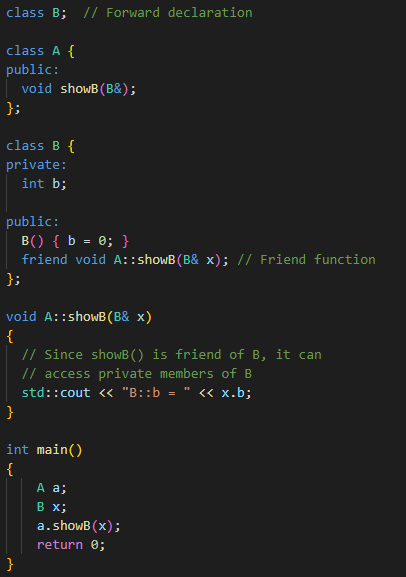 class B;  // Forward declaration
class A {
public:
  void showB(B&);
};
class B {
private:
  int b;
public:
  B() { b = 0; }
  friend void A::showB(B& x); // Friend function
};
void A::showB(B& x)
{
  // Since showB() is friend of B, it can
  // access private members of B
  std::cout << "B::b = " << x.b;
}
int main()
{
    A a;
    B x;
    a.showB(x);
    return 0;
}